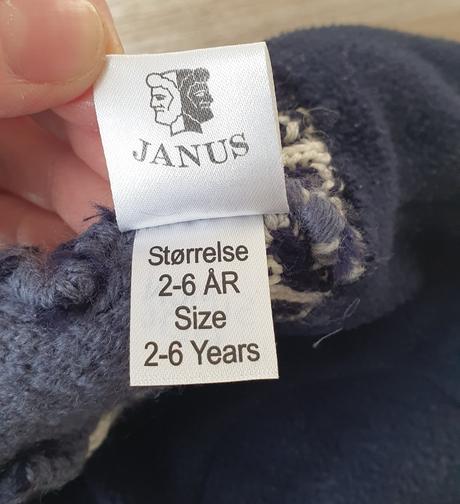 JANUS
Størrelse
2-6 ÅR
Size
2-6 Years